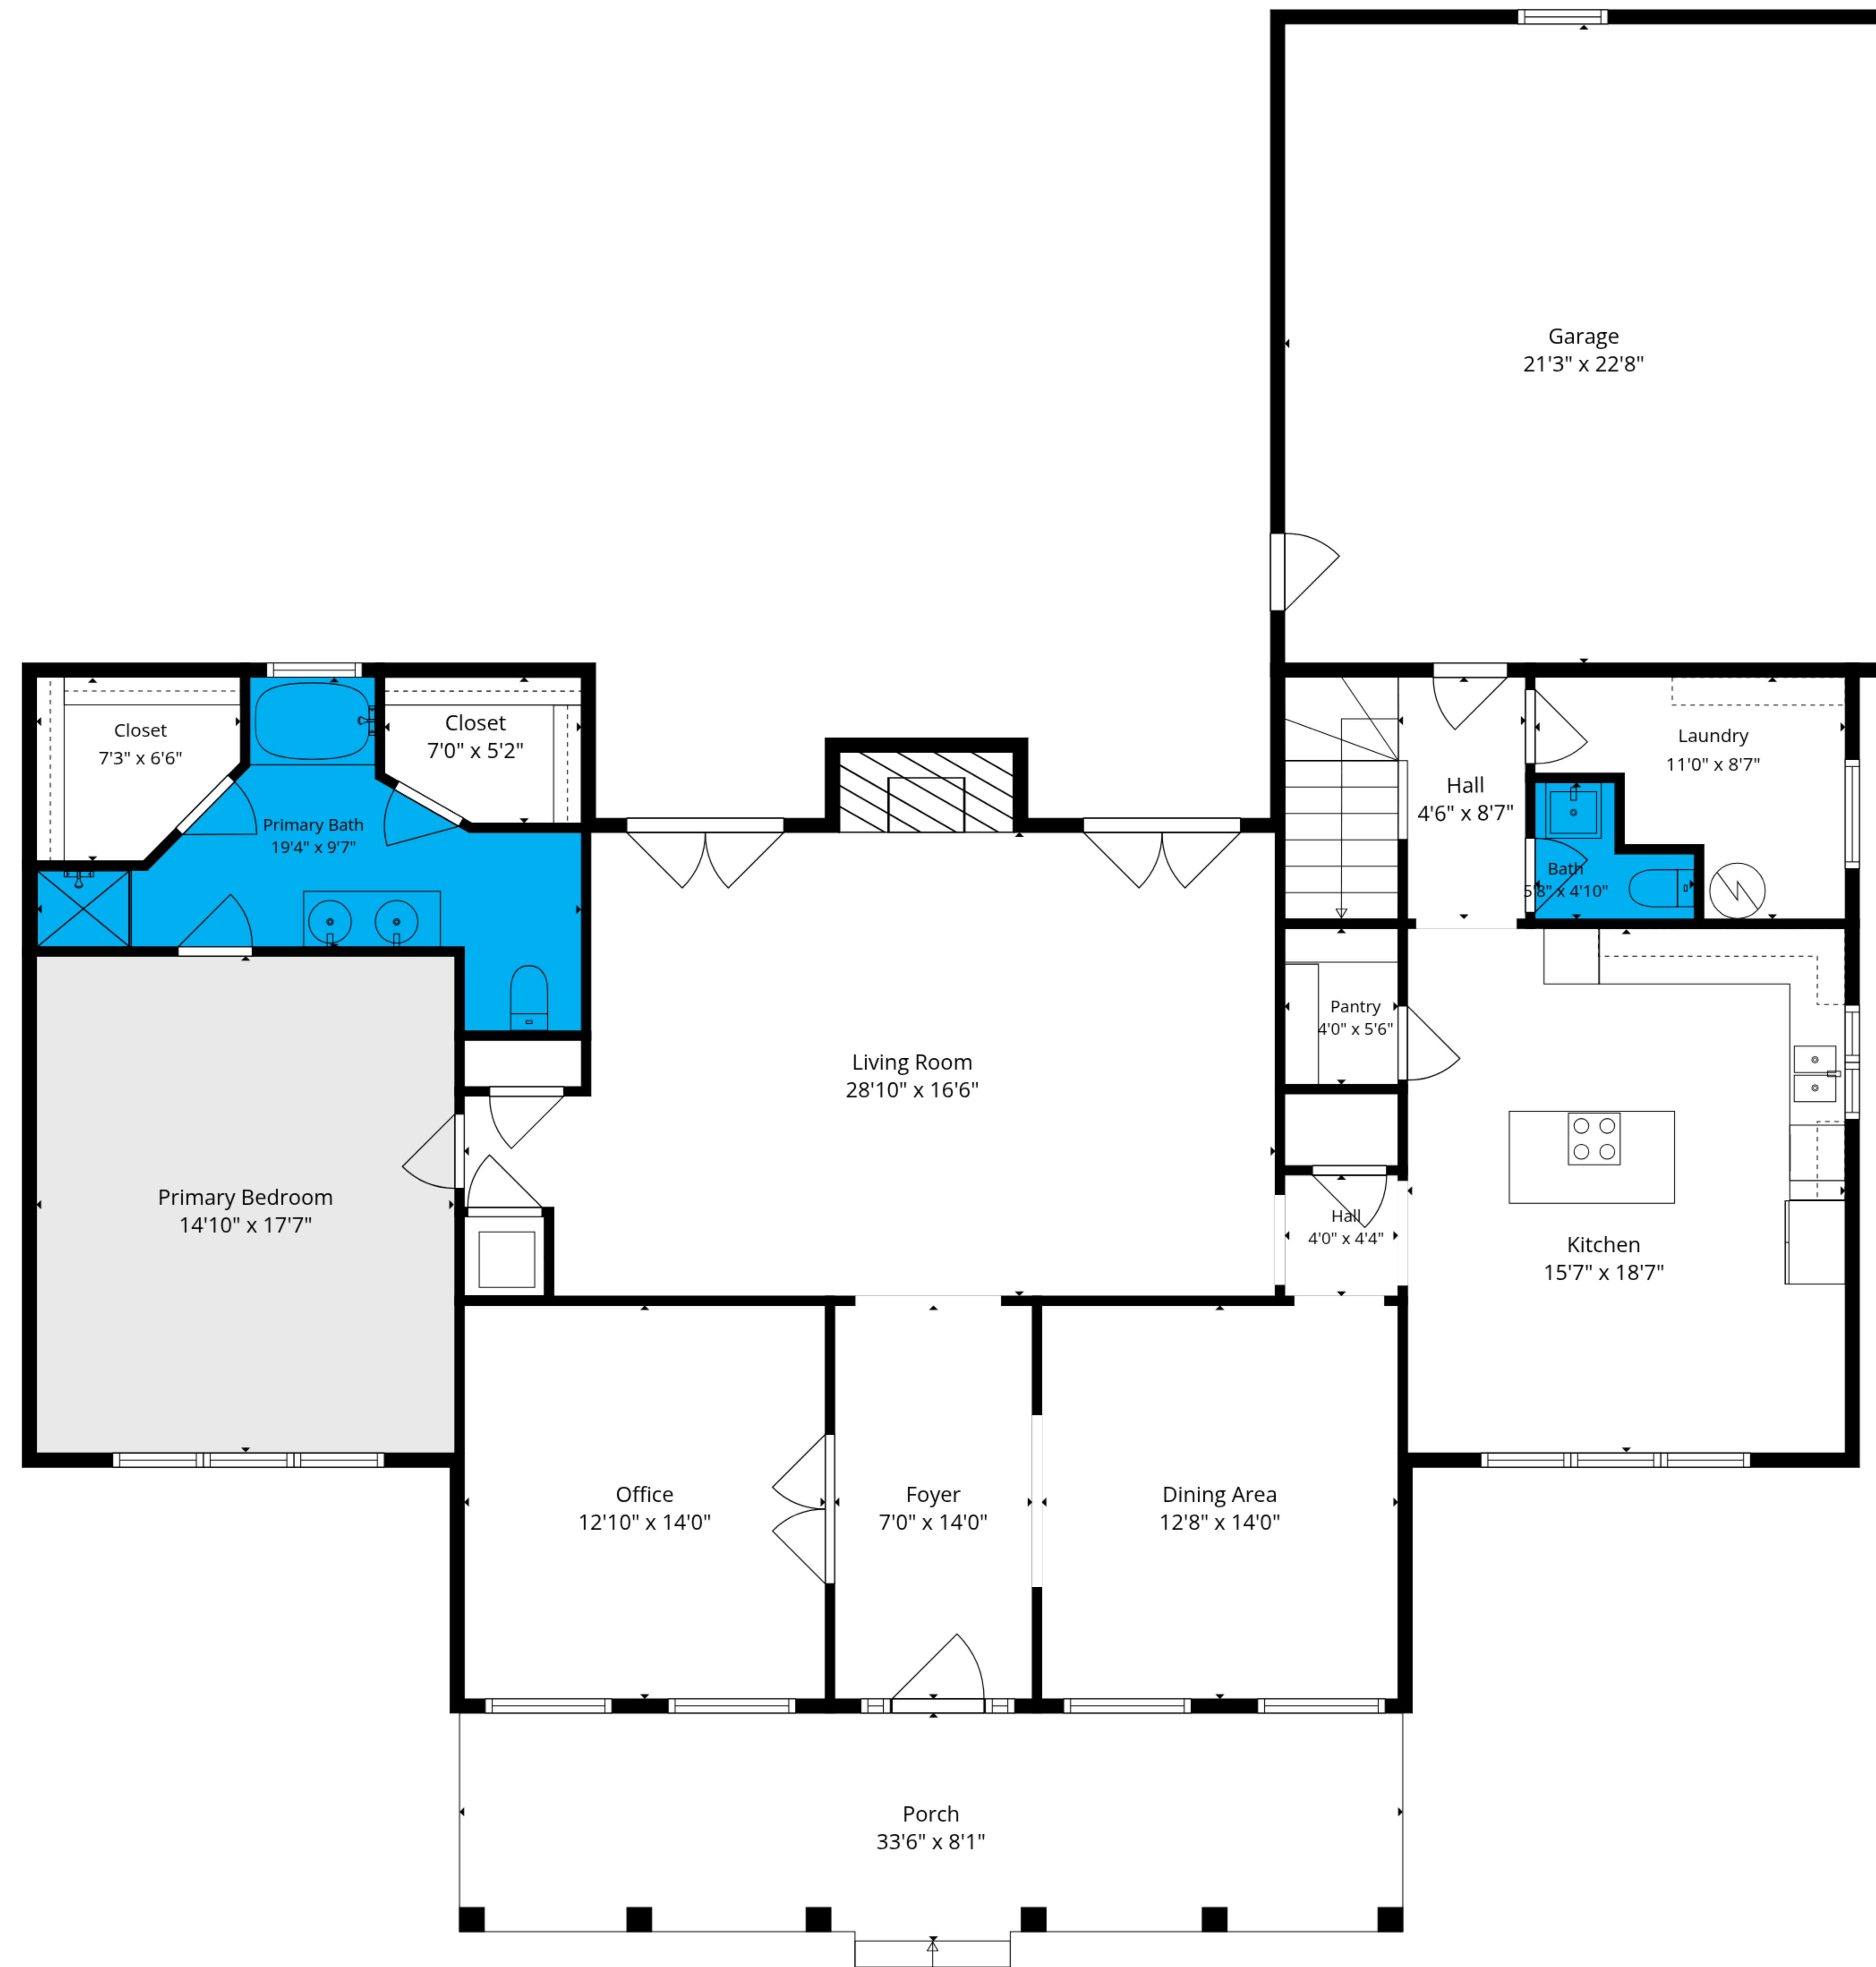 Garage
21'3" x 22'8"
Closet
7'3" x 6'6"
Closet
7'0" x 5'2"
Primary Bath
19'4" x 9'7"
Hall
4'6" x 8'7"
Laundry
11'0" x 8'7"
Bath
5'8" x 4'10"
Living Room
28'10" x 16'6"
Pantry
4'0" x 5'6"
Primary Bedroom
14'10" x 17'7"
Hall
4'0" x 4'4"
Kitchen
15'7" x 18'7"
Office
12'10" x 14'0"
Foyer
7'0" x 14'0"
Dining Area
12'8" x 14'0"
Porch
33'6" x 8'1"